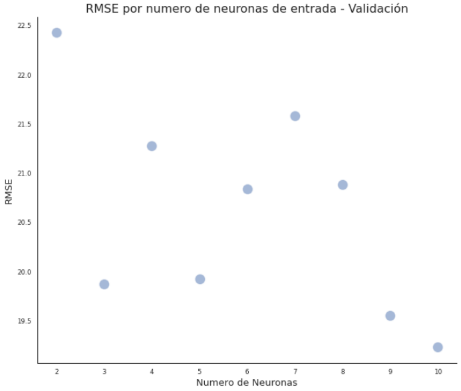 RMSE por numero de neuronas de entrada - Validación
22.5
22.0
21.5
21.0
20.5
20.0
19.5
RMSE
2 3 4 5 6 7 8 9 10
Numero de Neuronas